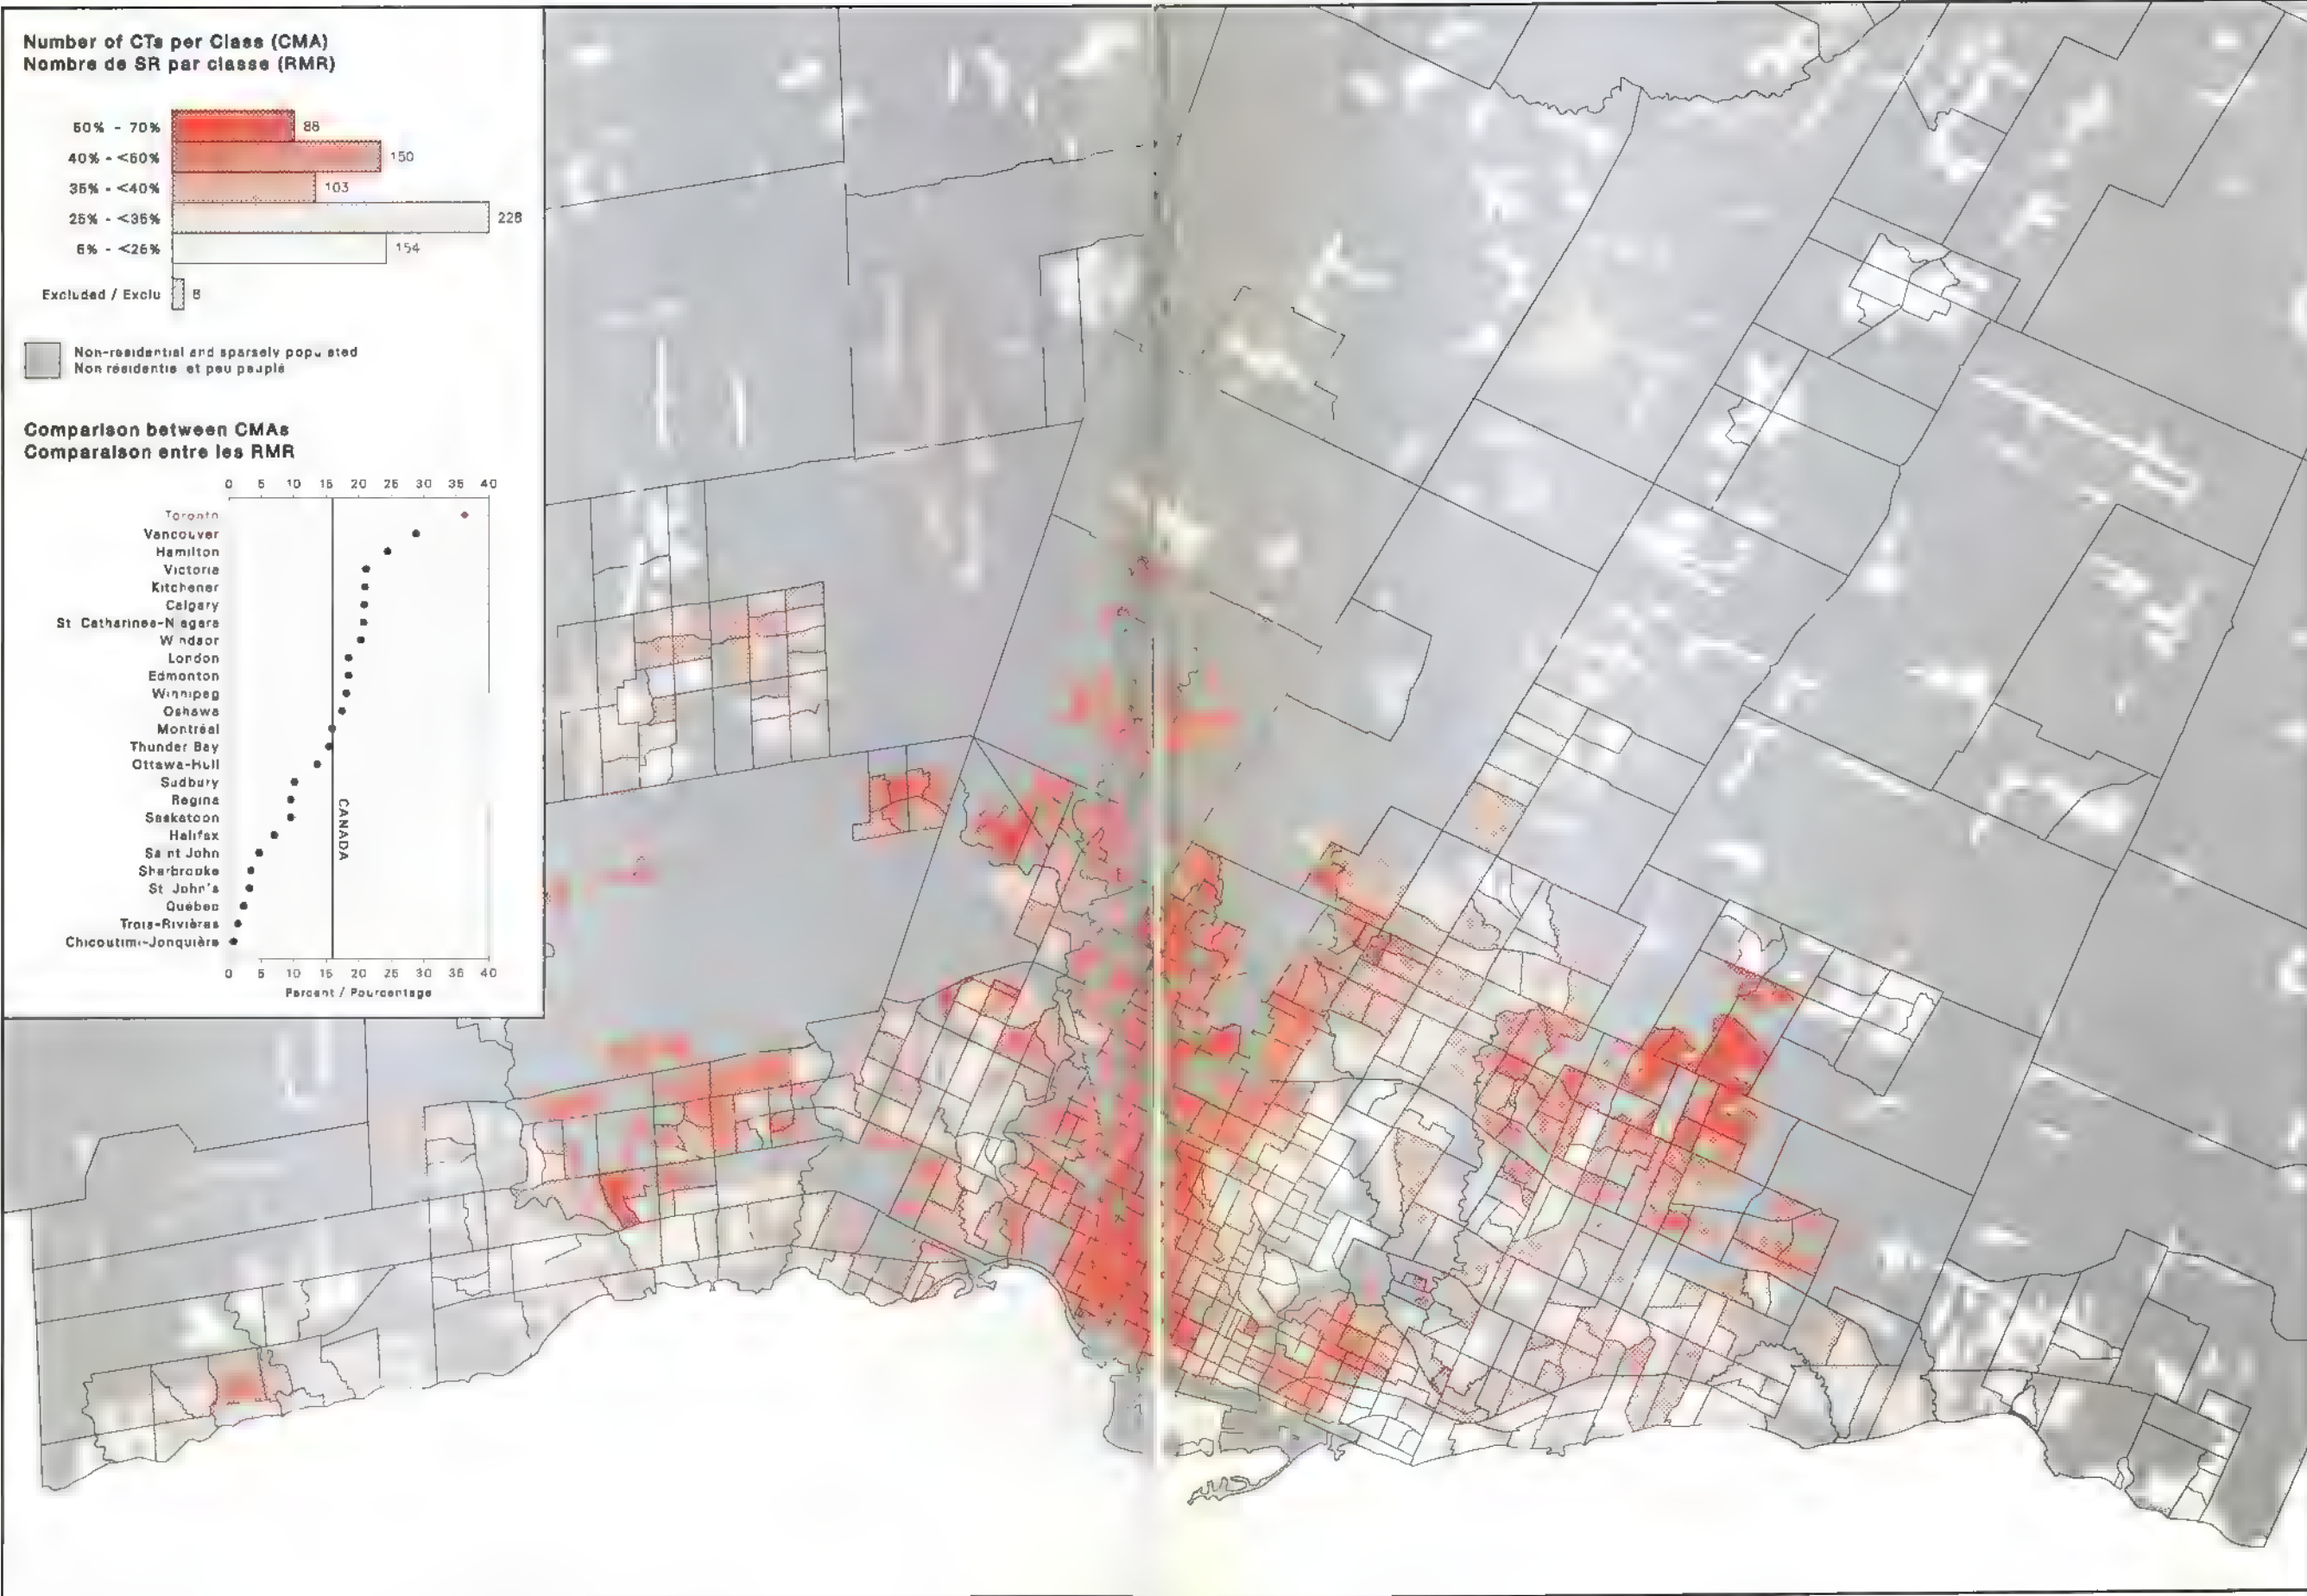 Number of CTs per Class (CMA)
Nombre de SR par classe (RMR)
50% - 70% 88
40% - <50% 150
35% - <40% 103
25% - <35% 228
5% - <25% 154
Excluded / Exclu 8
Non-residential and sparsely populated
Non résidentiel et peu peuplé
Comparison between CMAs
Comparaison entre les RMR
0 5 10 15 20 25 30 35 40
Toronto
Vancouver
Hamilton
Victoria
Kitchener
Calgary
St. Catharines-Niagara
Windsor
London
Edmonton
Winnipeg
Oshawa
Montréal
Thunder Bay
Ottawa-Hull
Sudbury
Regina
Saskatoon
Halifax
Saint John
Sherbrooke
St. John's
Québec
Trois-Rivières
Chicoutimi-Jonquière
CANADA
0 5 10 15 20 25 30 35 40
Percent / Pourcentage